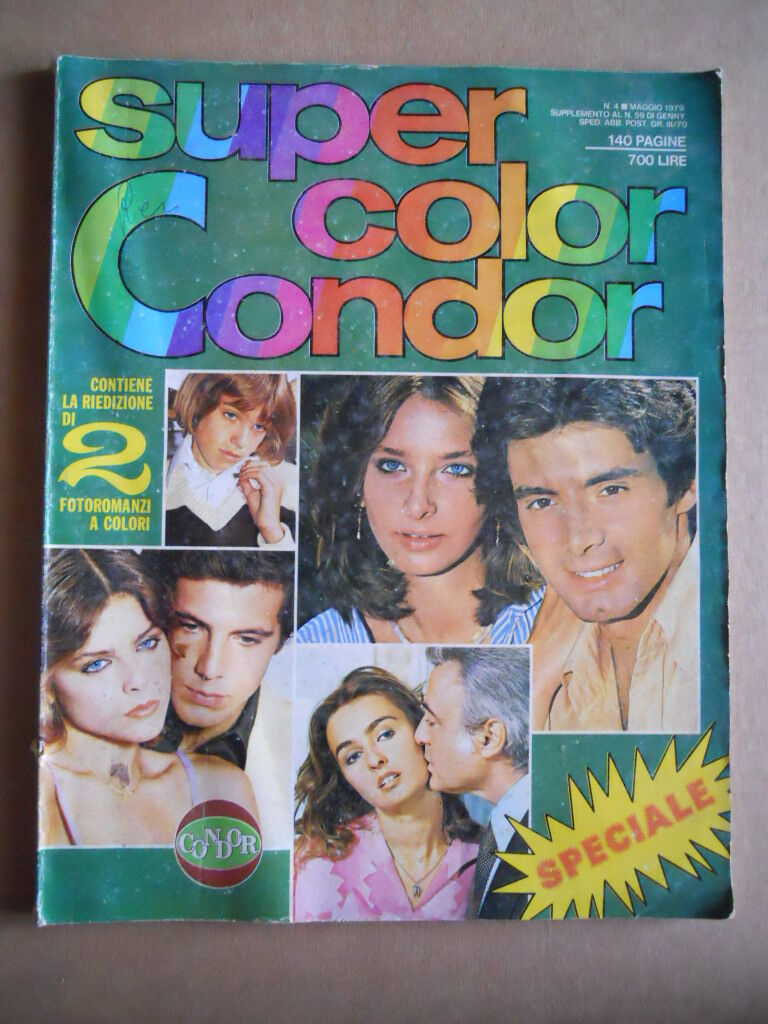 super
color
Condor
N. 4 ■ MAGGIO 1979
SUPPLEMENTO AL N. 59 DI GENNY
SPED. ABB. POST. GR. III/70
140 PAGINE
700 LIRE
CONTIENE
LA RIEDIZIONE
DI
2
FOTOROMANZI
A COLORI
CONDOR
SPECIALE